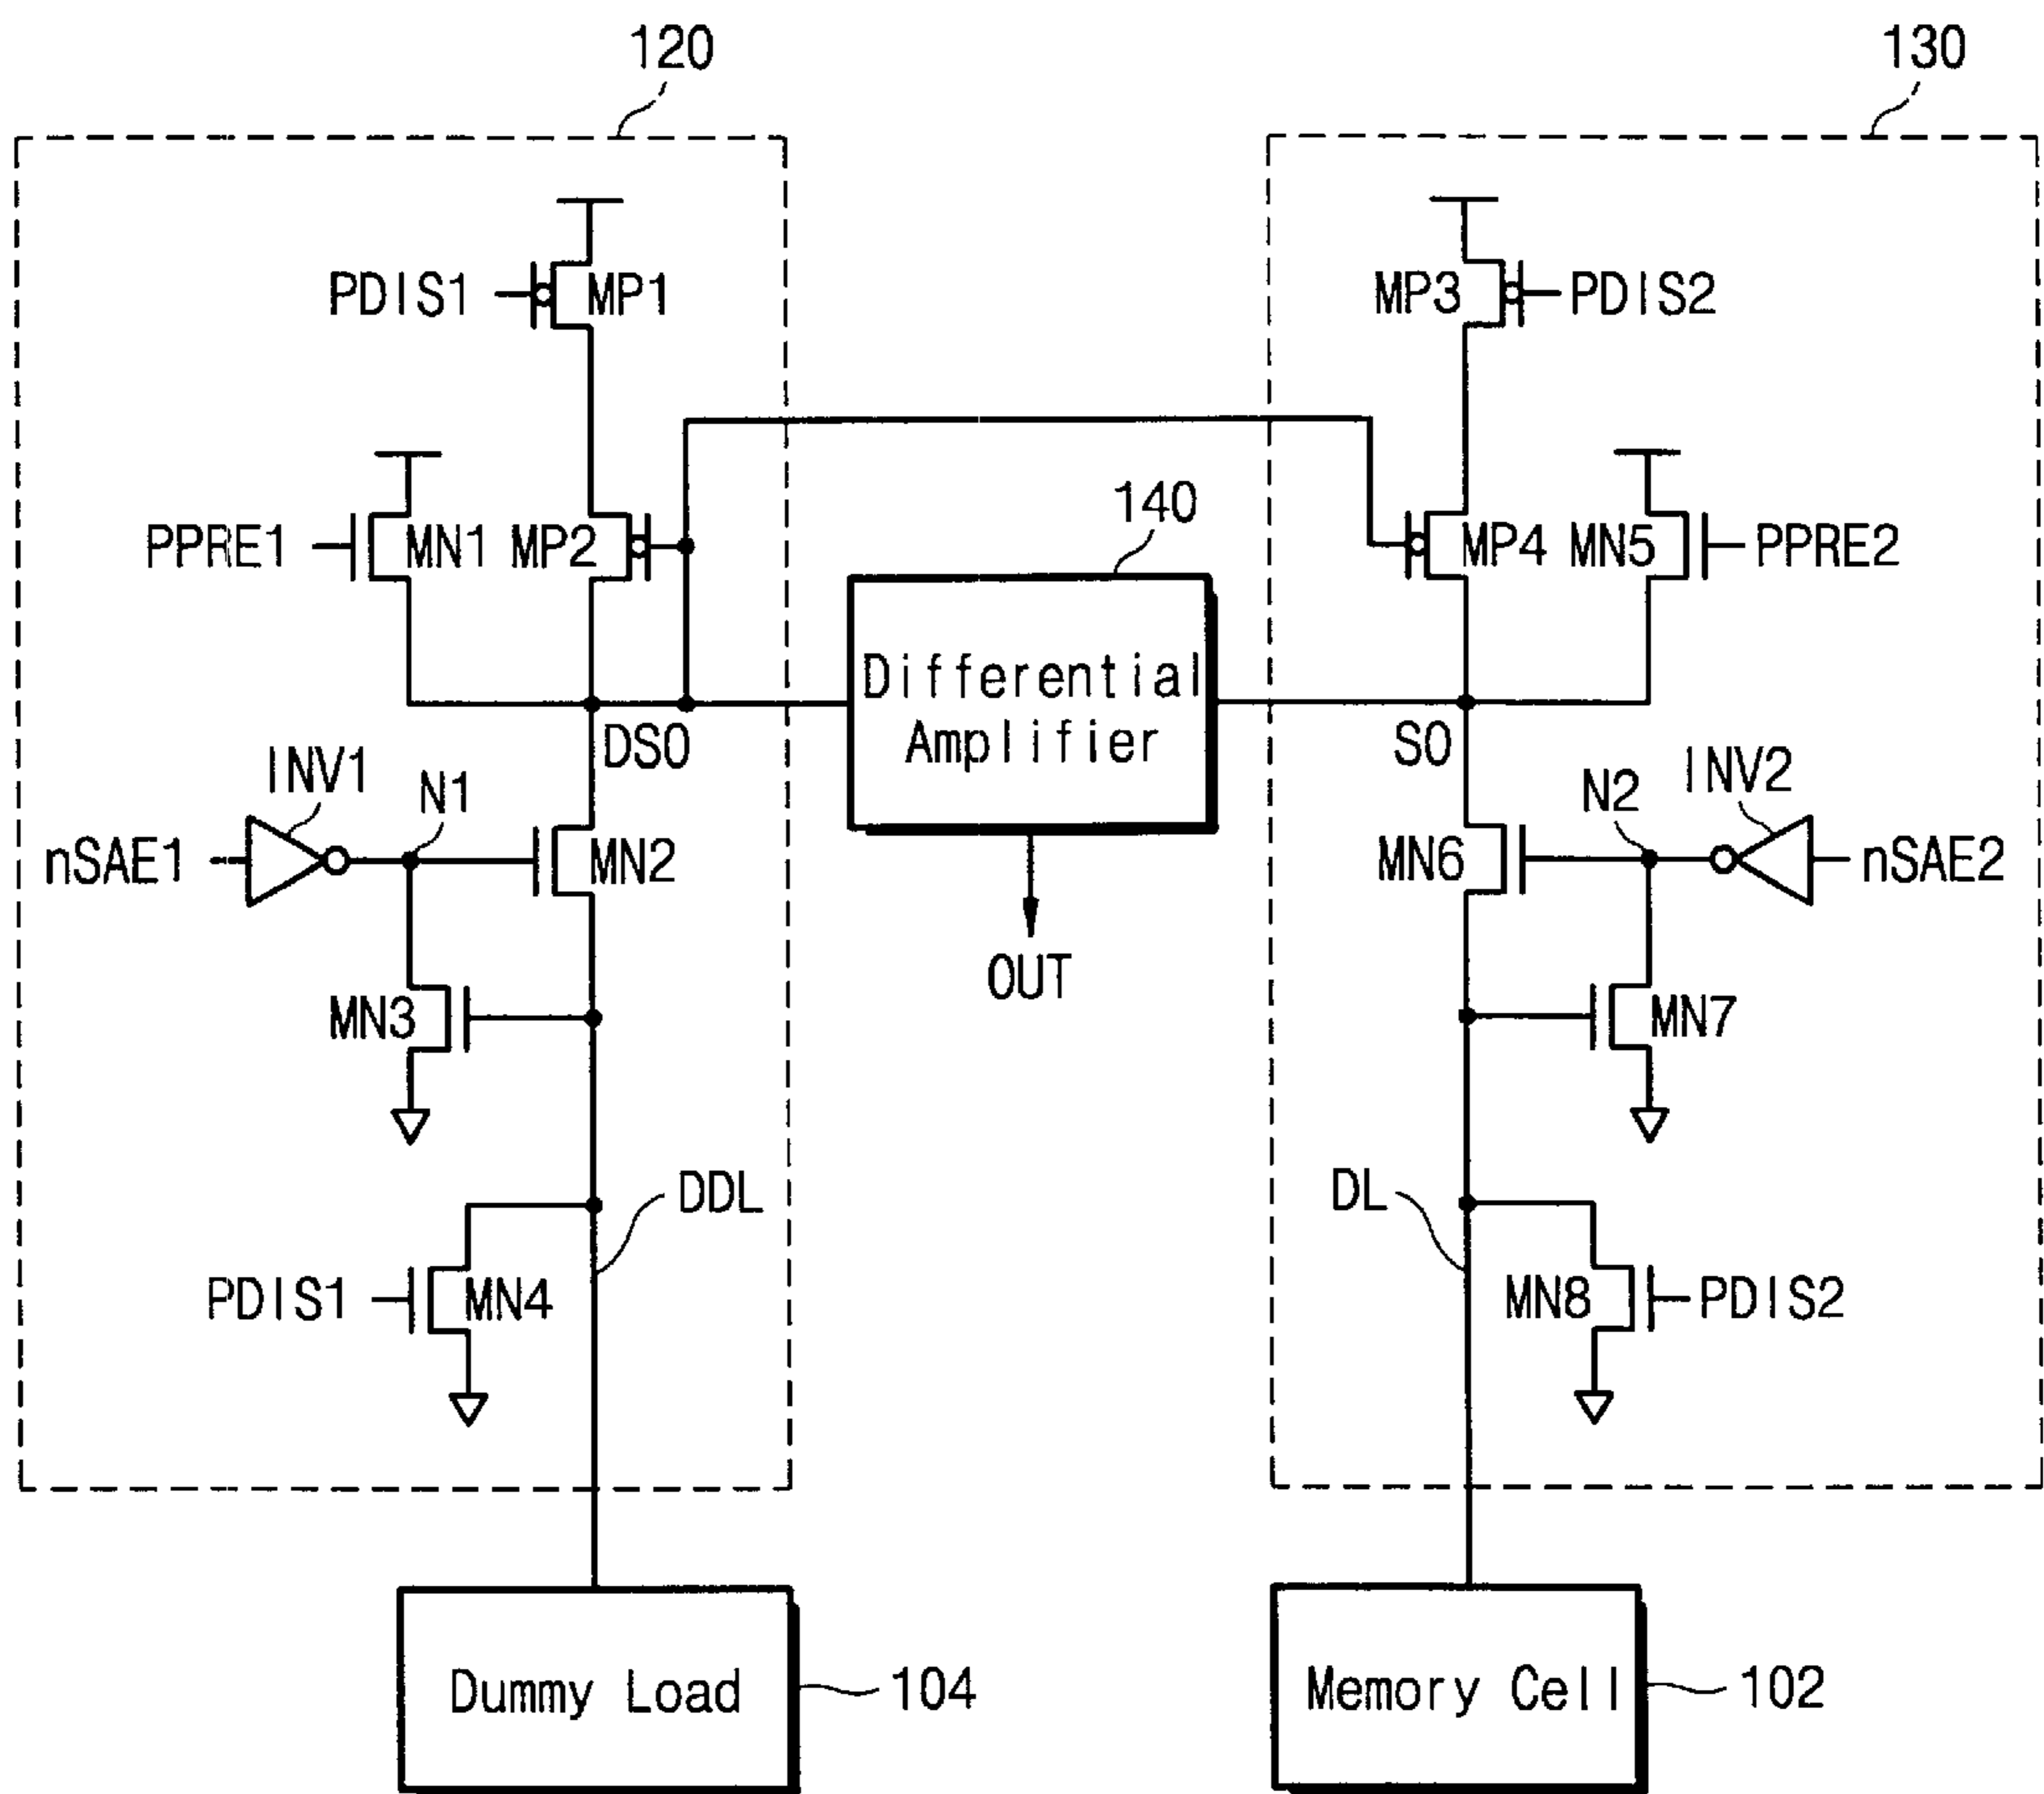 120
130
PDIS1
MP1
MP3
PDIS2
PPRE1
MN1
MP2
140
MP4
MN5
PPRE2
Differential
Amplifier
DS0
S0
INV1
N1
N2
INV2
nSAE1
MN2
MN6
nSAE2
OUT
MN3
MN7
DDL
DL
PDIS1
MN4
MN8
PDIS2
Dummy Load
104
Memory Cell
102